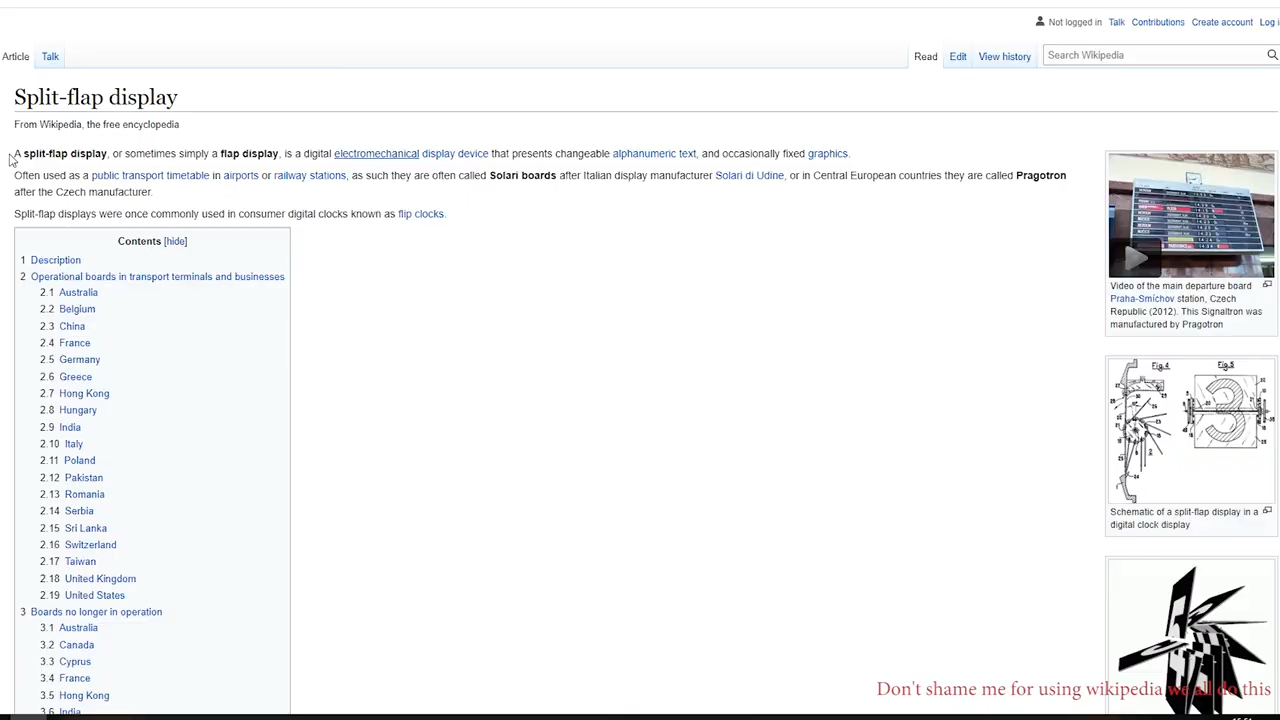 Not logged in Talk Contributions Create account Log i
Article Talk Read Edit View history Search Wikipedia
Split-flap display
From Wikipedia, the free encyclopedia
A split-flap display, or sometimes simply a flap display, is a digital electromechanical display device that presents changeable alphanumeric text, and occasionally fixed graphics.
Often used as a public transport timetable in airports or railway stations, as such they are often called Solari boards after Italian display manufacturer Solari di Udine, or in Central European countries they are called Pragotron
after the Czech manufacturer.
Split-flap displays were once commonly used in consumer digital clocks known as flip clocks.
Contents [hide]
1 Description
2 Operational boards in transport terminals and businesses
2.1 Australia
2.2 Belgium
2.3 China
2.4 France
2.5 Germany
2.6 Greece
2.7 Hong Kong
2.8 Hungary
2.9 India
2.10 Italy
2.11 Poland
2.12 Pakistan
2.13 Romania
2.14 Serbia
2.15 Sri Lanka
2.16 Switzerland
2.17 Taiwan
2.18 United Kingdom
2.19 United States
3 Boards no longer in operation
3.1 Australia
3.2 Canada
3.3 Cyprus
3.4 France
3.5 Hong Kong
3.6 India
Video of the main departure board
Praha-Smíchov station, Czech
Republic (2012). This Signaltron was
manufactured by Pragotron
Fig.4 Fig.5
3
Schematic of a split-flap display in a
digital clock display
Don't shame me for using wikipedia we all do this